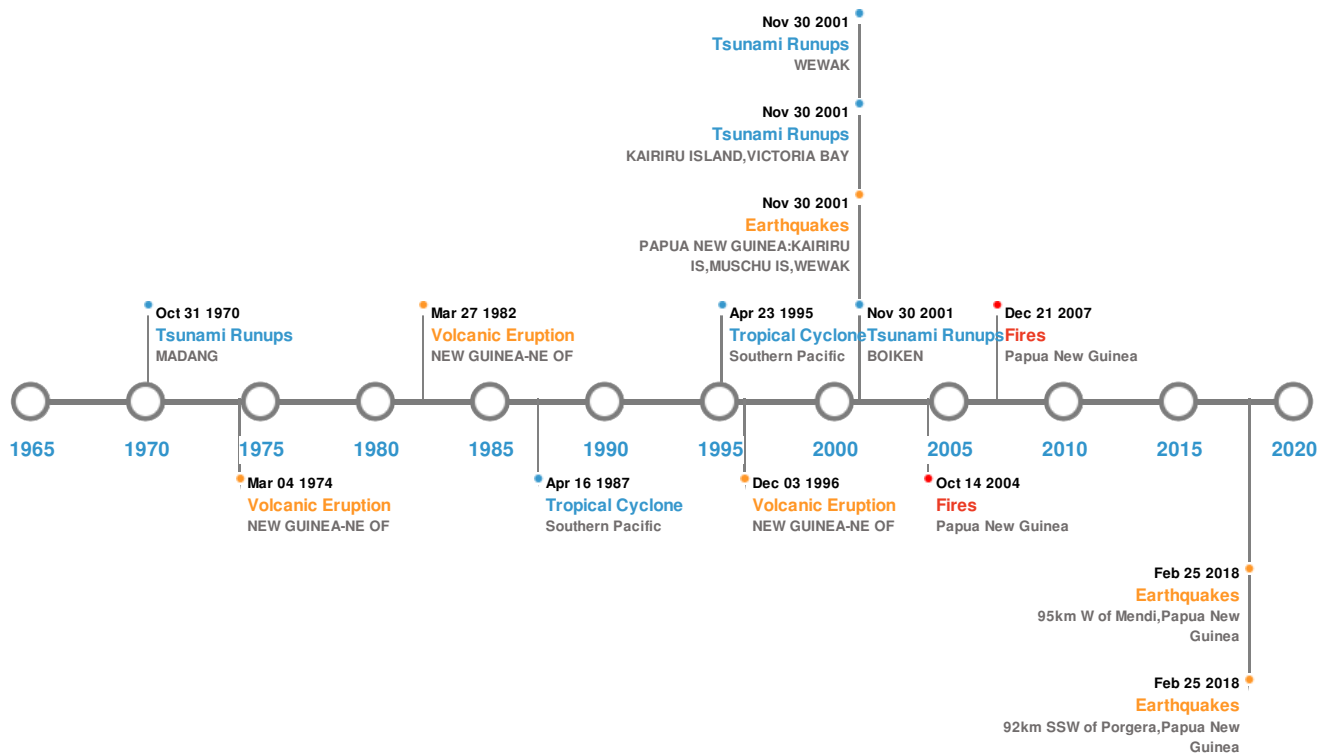 Nov 30 2001
Tsunami Runups
WEWAK
Nov 30 2001
Tsunami Runups
KAIRIRU ISLAND,VICTORIA BAY
Nov 30 2001
Earthquakes
PAPUA NEW GUINEA:KAIRIRU
IS,MUSCHU IS,WEWAK
Oct 31 1970
Tsunami Runups
MADANG
Mar 27 1982
Volcanic Eruption
NEW GUINEA-NE OF
Apr 23 1995
Tropical Cyclone
Southern Pacific
Nov 30 2001
Tsunami Runups
BOIKEN
Dec 21 2007
Fires
Papua New Guinea
1965 1970 1975 1980 1985 1990 1995 2000 2005 2010 2015 2020
Mar 04 1974
Volcanic Eruption
NEW GUINEA-NE OF
Apr 16 1987
Tropical Cyclone
Southern Pacific
Dec 03 1996
Volcanic Eruption
NEW GUINEA-NE OF
Oct 14 2004
Fires
Papua New Guinea
Feb 25 2018
Earthquakes
95km W of Mendi,Papua New
Guinea
Feb 25 2018
Earthquakes
92km SSW of Porgera,Papua New
Guinea